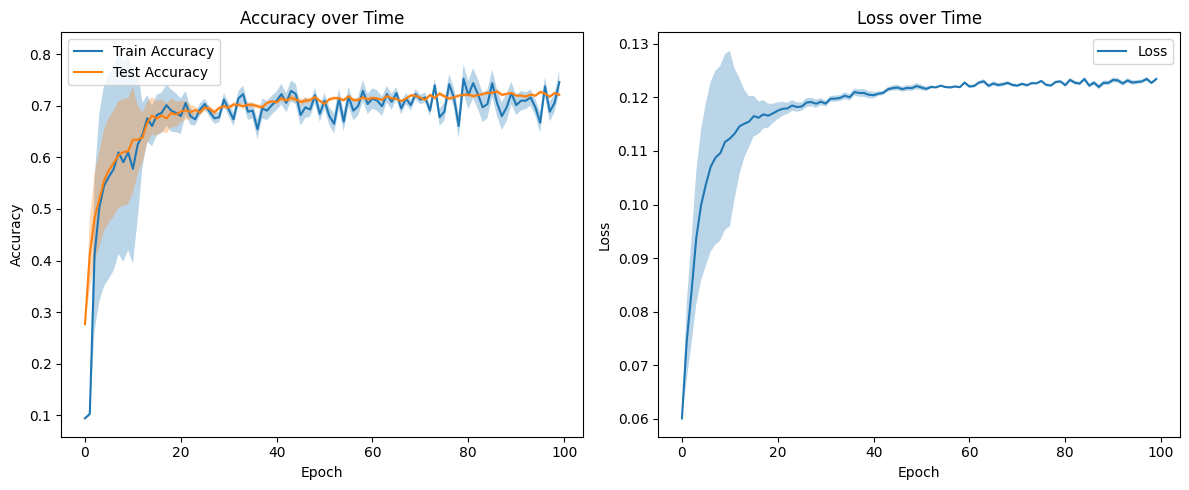 Accuracy over Time
Train Accuracy
Test Accuracy
Accuracy
0.8
0.7
0.6
0.5
0.4
0.3
0.2
0.1
0 20 40 60 80 100
Epoch
Loss over Time
Loss
Loss
0.13
0.12
0.11
0.10
0.09
0.08
0.07
0.06
0 20 40 60 80 100
Epoch